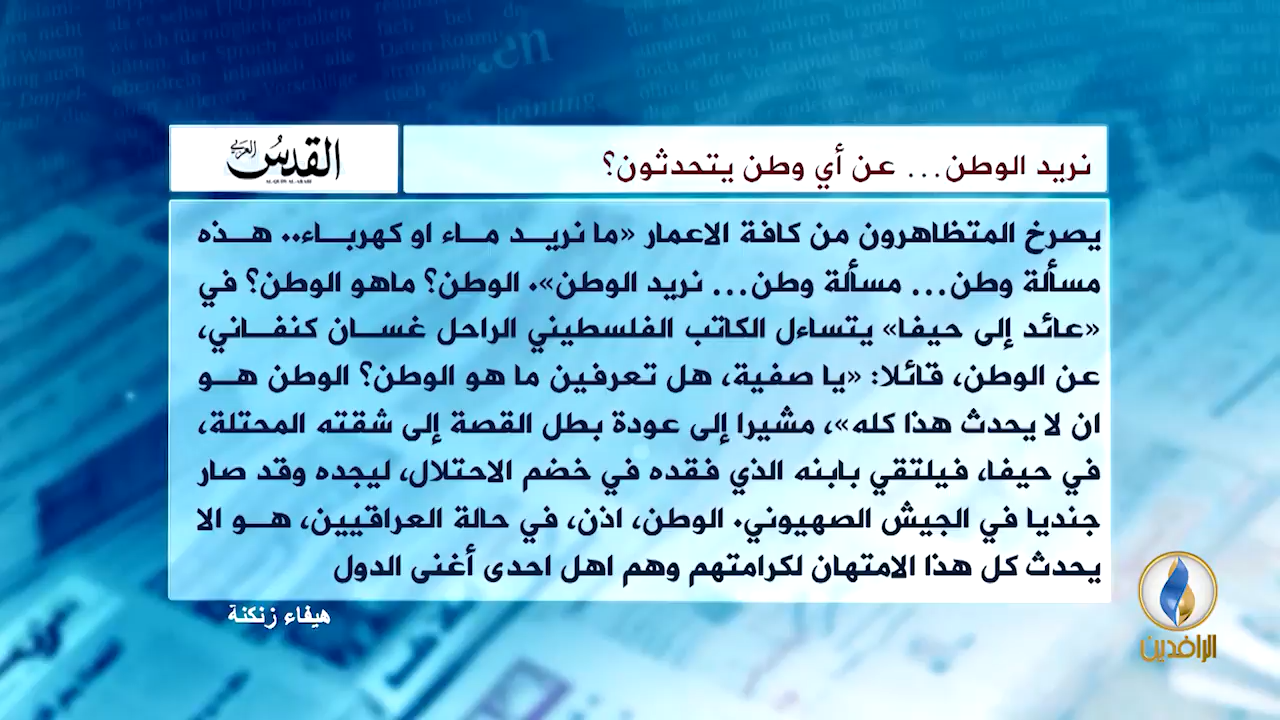 القدس العربي
AL-QUDS AL-ARABI
نريد الوطن... عن أي وطن يتحدثون؟
يصرخ المتظاهرون من كافة الاعمار «ما نريد ماء او كهرباء.. هذه
مسألة وطن... مسألة وطن... نريد الوطن». الوطن؟ ماهو الوطن؟ في
«عائد إلى حيفا» يتساءل الكاتب الفلسطيني الراحل غسان كنفاني،
عن الوطن، قائلا: «يا صفية، هل تعرفين ما هو الوطن؟ الوطن هو
ان لا يحدث هذا كله»، مشيرا إلى عودة بطل القصة إلى شقته المحتلة،
في حيفا، فيلتقي بابنه الذي فقده في خضم الاحتلال، ليجده وقد صار
جنديا في الجيش الصهيوني. الوطن، اذن، في حالة العراقيين، هو الا
يحدث كل هذا الامتهان لكرامتهم وهم اهل احدى أغنى الدول
هيفاء زنكنة
الرافدين
.en